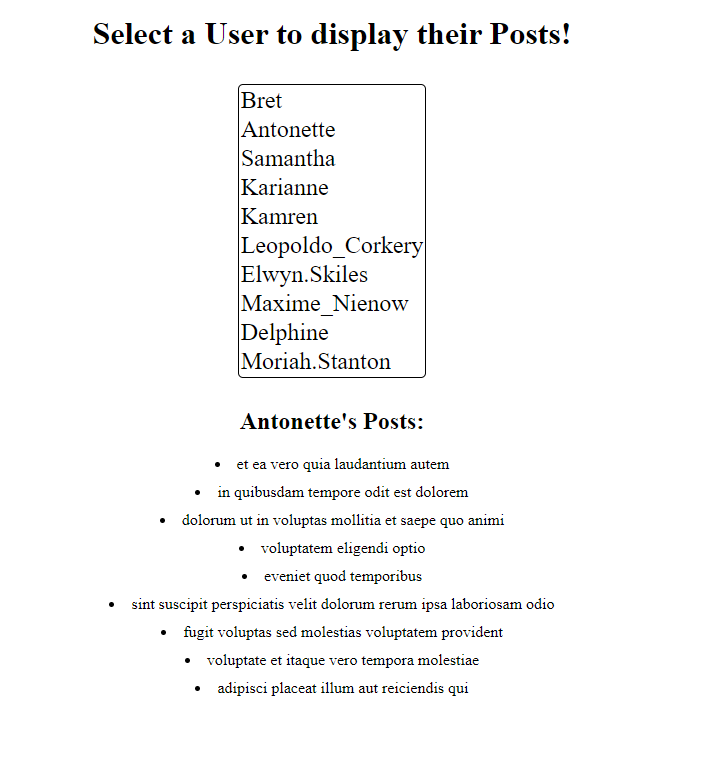 Select a User to display their Posts!
Bret
Antonette
Samantha
Karianne
Kamren
Leopoldo_Corkery
Elwyn.Skiles
Maxime_Nienow
Delphine
Moriah.Stanton
Antonette's Posts:
• et ea vero quia laudantium autem
• in quibusdam tempore odit est dolorem
• dolorum ut in voluptas mollitia et saepe quo animi
• voluptatem eligendi optio
• eveniet quod temporibus
• sint suscipit perspiciatis velit dolorum rerum ipsa laboriosam odio
• fugit voluptas sed molestias voluptatem provident
• voluptate et itaque vero tempora molestiae
• adipisci placeat illum aut reiciendis qui